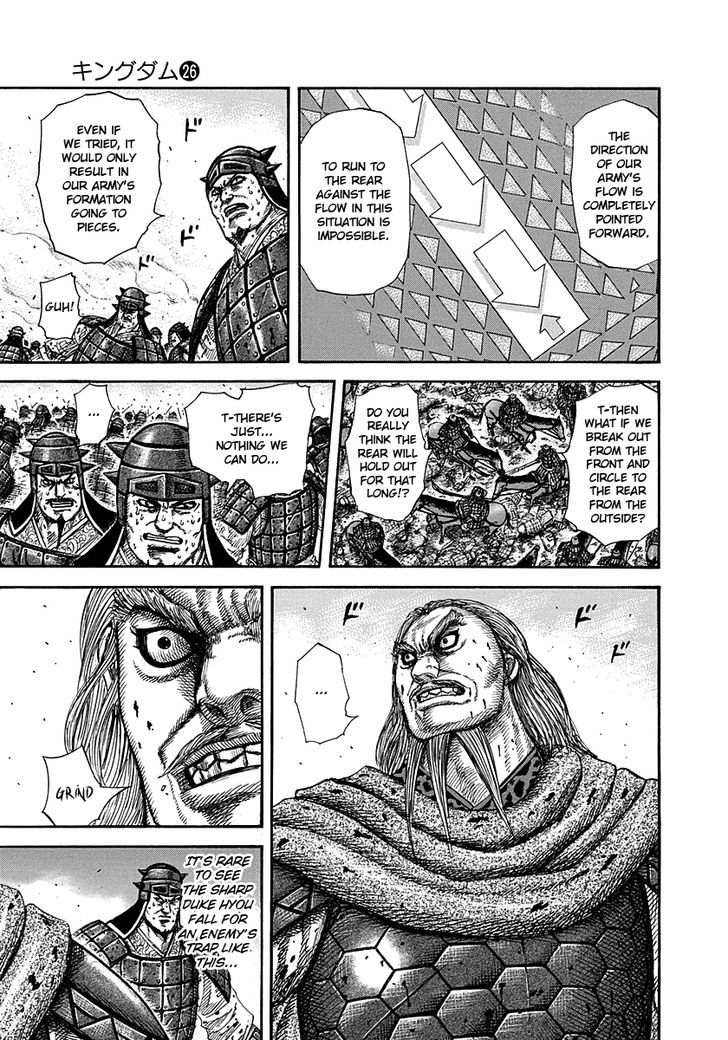 キングダム26
THE
DIRECTION
OF OUR
ARMY'S
FLOW IS
COMPLETELY
POINTED
FORWARD.
TO RUN TO
THE REAR
AGAINST THE
FLOW IN THIS
SITUATION IS
IMPOSSIBLE.
EVEN IF
WE TRIED, IT
WOULD ONLY
RESULT IN
OUR ARMY'S
FORMATION
GOING TO
PIECES.
ド
ド
ド
GUH!
T-THEN
WHAT IF WE
BREAK OUT
FROM THE
FRONT AND
CIRCLE TO
THE REAR
FROM THE
OUTSIDE?
DO YOU
REALLY
THINK THE
REAR WILL
HOLD OUT
FOR THAT
LONG!?
T-THERE'S
JUST...
NOTHING WE
CAN DO...
...
ド
ド
...
GRIND
IT'S RARE
TO SEE
THE SHARP
DUKE HYOU
FALL FOR
AN ENEMY'S
TRAP LIKE
THIS...